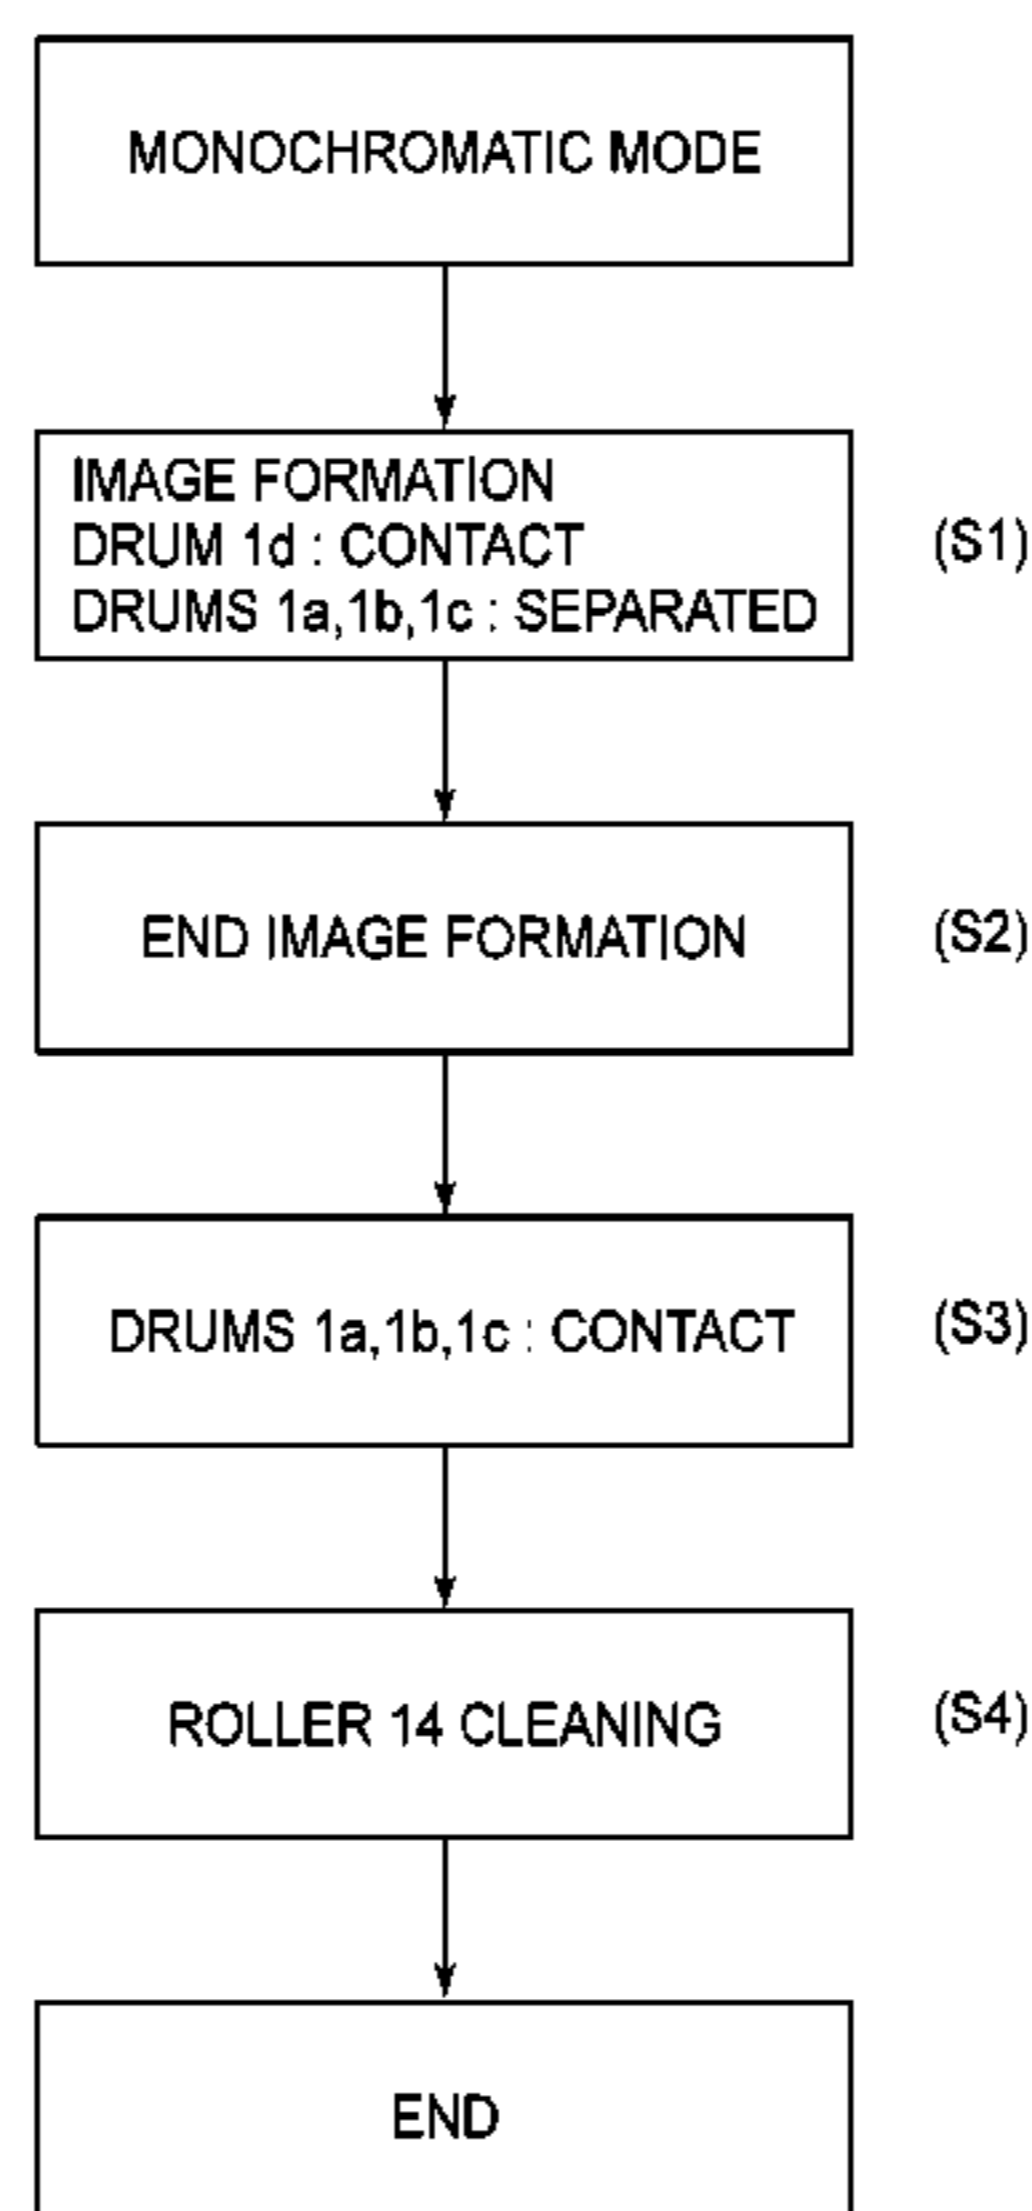 MONOCHROMATIC MODE
IMAGE FORMATION
DRUM 1d : CONTACT
DRUMS 1a,1b,1c : SEPARATED
(S1)
END IMAGE FORMATION
(S2)
DRUMS 1a,1b,1c : CONTACT
(S3)
ROLLER 14 CLEANING
(S4)
END